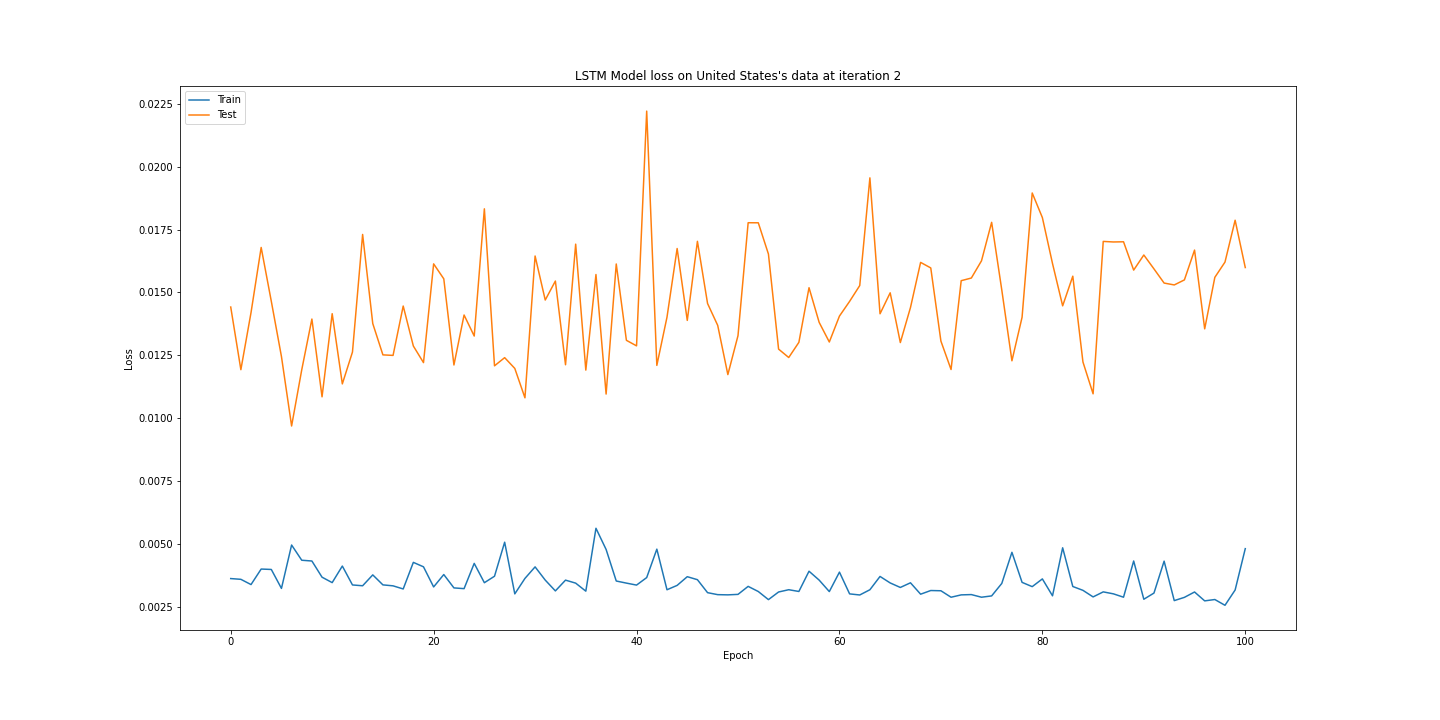 LSTM Model loss on United States's data at iteration 2
Train
Test
0.0225
0.0200
0.0175
0.0150
0.0125
0.0100
0.0075
0.0050
0.0025
Loss
0 20 40 60 80 100
Epoch